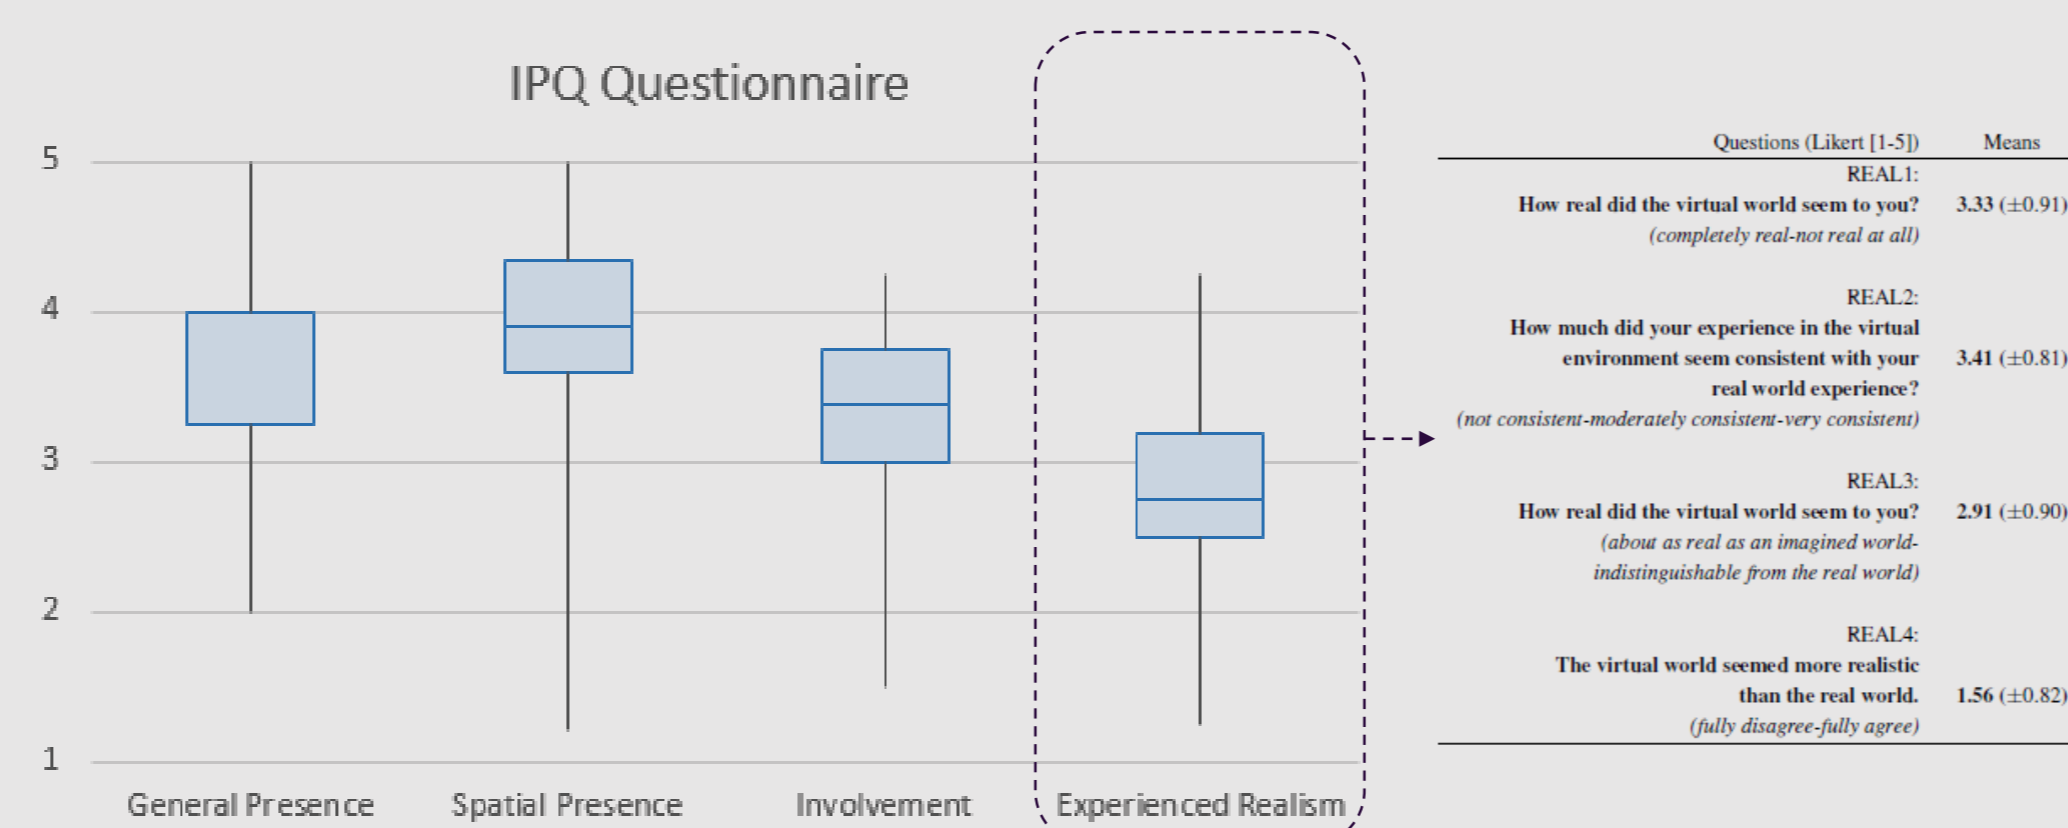 IPQ Questionnaire
5
4
3
2
1
General Presence
Spatial Presence
Involvement
Experienced Realism
Questions (Likert [1-5]) Means
REAL1:
How real did the virtual world seem to you? 3.33 (±0.91)
(completely real-not real at all)
REAL2:
How much did your experience in the virtual
environment seem consistent with your 3.41 (±0.81)
real world experience?
(not consistent-moderately consistent-very consistent)
REAL3:
How real did the virtual world seem to you? 2.91 (±0.90)
(about as real as an imagined world-
indistinguishable from the real world)
REAL4:
The virtual world seemed more realistic
than the real world. 1.56 (±0.82)
(fully disagree-fully agree)